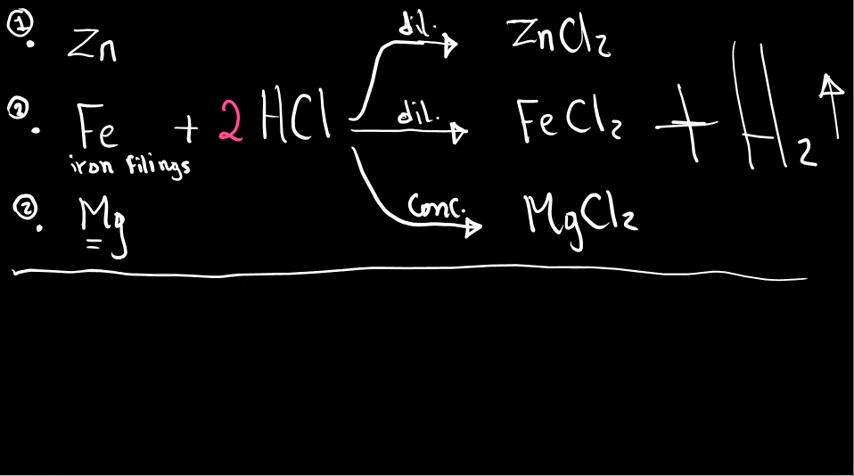 ① Zn dil. ZnCl₂
② Fe + 2 HCl dil. FeCl₂ + H₂ ↑
iron filings
② Mg Conc. MgCl₂